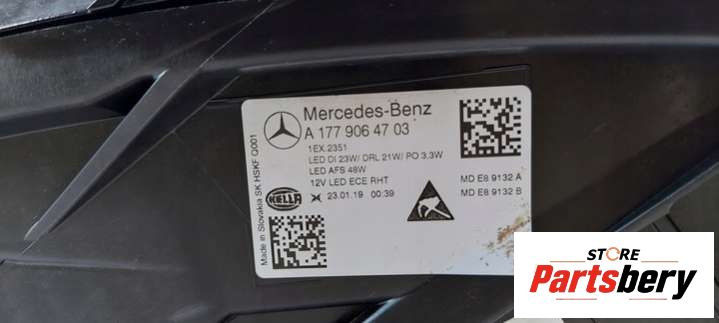 Mercedes-Benz
A 177 906 47 03
1EX.2351
LED DI 23W/ DRL 21W/ PO 3,3W
LED AFS 48W
12V LED ECE RHT
HELLA
23.01.19 00:39
MD E8 9132 A
MD E8 9132 B
Made in Slovakia SK HSKF Q001
STORE
Partsbery